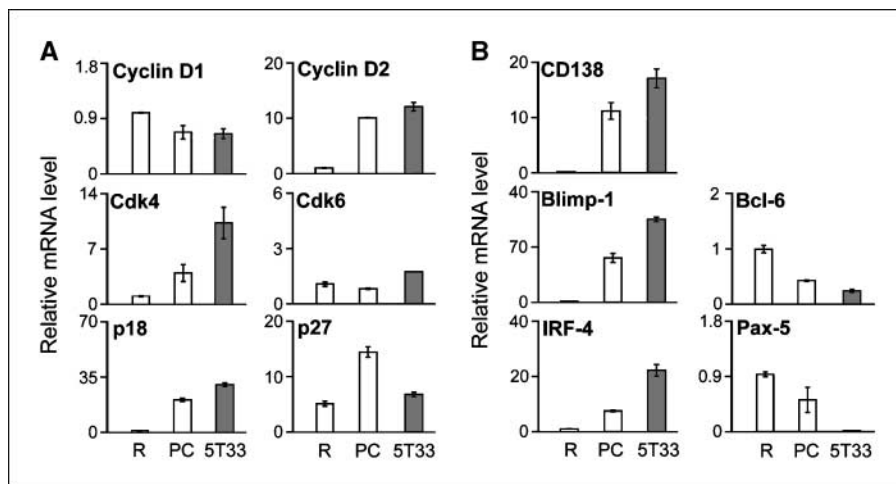 A
B
Relative mRNA level
Cyclin D1
1.8
0.9
0
Cyclin D2
20
10
0
Cdk4
14
7
0
Cdk6
6
3
0
p18
70
35
0
R PC 5T33
p27
20
10
0
R PC 5T33
Relative mRNA level
CD138
20
10
0
Blimp-1
40
70
0
Bcl-6
2
1
0
IRF-4
40
20
0
R PC 5T33
Pax-5
1.8
0.9
0
R PC 5T33